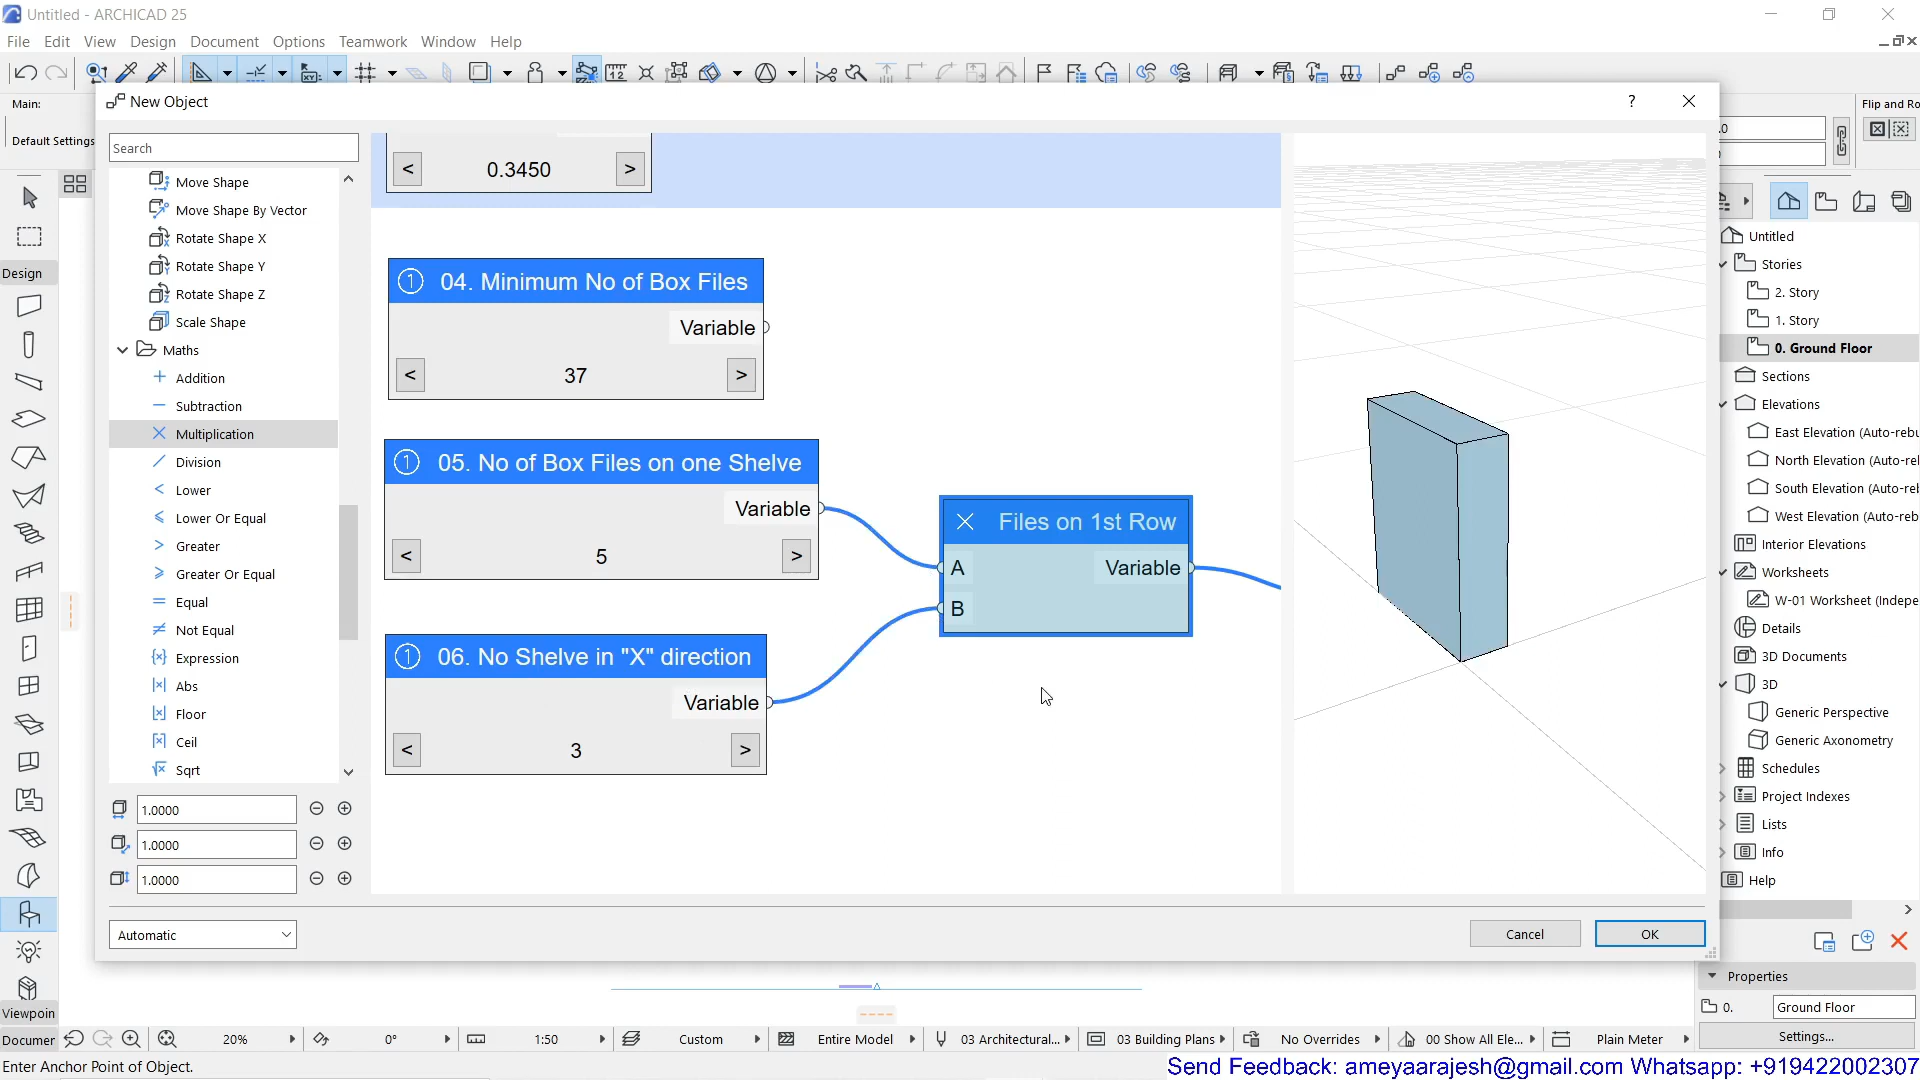 Untitled - ARCHICAD 25
File Edit View Design Document Options Teamwork Window Help
Main:
Default Settings
New Object
?
Search
Move Shape
Move Shape By Vector
Rotate Shape X
Rotate Shape Y
Rotate Shape Z
Scale Shape
Maths
Addition
Subtraction
Multiplication
Division
Lower
Lower Or Equal
Greater
Greater Or Equal
Equal
Not Equal
Expression
Abs
Floor
Ceil
Sqrt
1.0000
1.0000
1.0000
Automatic
< 0.3450 >
1 04. Minimum No of Box Files
Variable
< 37 >
1 05. No of Box Files on one Shelve
Variable
< 5 >
1 06. No Shelve in "X" direction
Variable
< 3 >
Files on 1st Row
A Variable
B
Cancel
OK
Flip and Ro
.0
Untitled
Stories
2. Story
1. Story
0. Ground Floor
Sections
Elevations
East Elevation (Auto-rebu
North Elevation (Auto-rel
South Elevation (Auto-re
West Elevation (Auto-reb
Interior Elevations
Worksheets
W-01 Worksheet (Indepe
Details
3D Documents
3D
Generic Perspective
Generic Axonometry
Schedules
Project Indexes
Lists
Info
Help
Properties
0. Ground Floor
Settings...
Design
Viewpoin
Documer
20% 0° 1:50 Custom Entire Model 03 Architectural... 03 Building Plans No Overrides 00 Show All Ele... Plain Meter
Enter Anchor Point of Object.
Send Feedback: ameyaarajesh@gmail.com Whatsapp: +919422002307